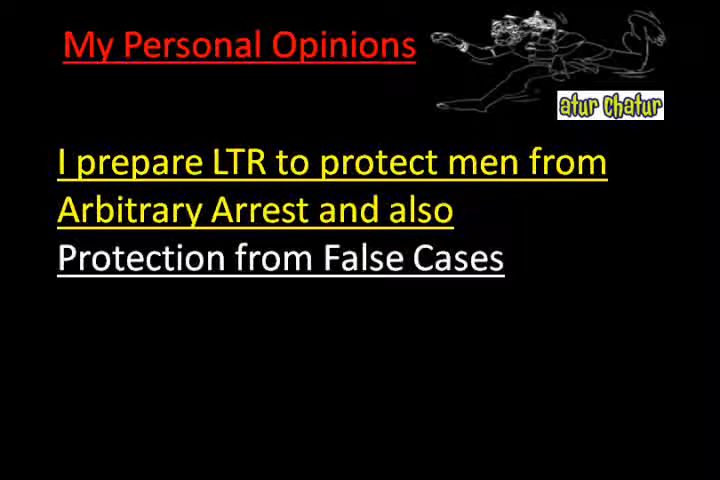 My Personal Opinions
atur chatur
I prepare LTR to protect men from
Arbitrary Arrest and also
Protection from False Cases